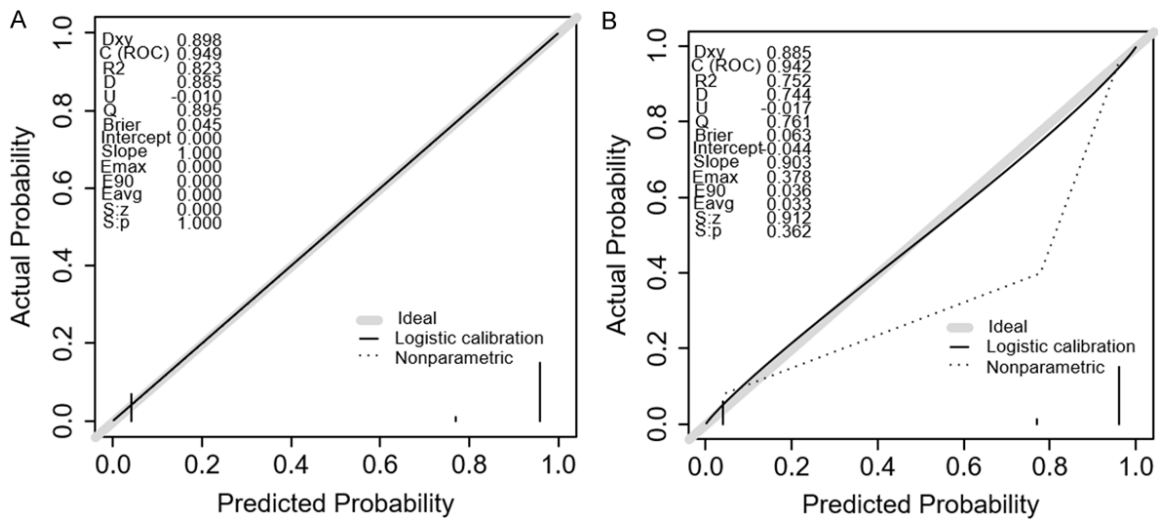 A
Dxy 0.898
C (ROC) 0.949
R2 0.823
D 0.885
U -0.010
Q 0.895
Brier 0.045
Intercept 0.000
Slope 1.000
Emax 0.000
E90 0.000
Eavg 0.000
S:z 0.000
S:p 1.000
Ideal
Logistic calibration
Nonparametric
0.0 0.2 0.4 0.6 0.8 1.0
Actual Probability
0.0 0.2 0.4 0.6 0.8 1.0
Predicted Probability
B
Dxy 0.885
C (ROC) 0.942
R2 0.752
D 0.744
U -0.017
Q 0.761
Brier 0.063
Intercept-0.044
Slope 0.903
Emax 0.378
E90 0.036
Eavg 0.033
S:z 0.912
S:p 0.362
Ideal
Logistic calibration
Nonparametric
0.0 0.2 0.4 0.6 0.8 1.0
Actual Probability
0.0 0.2 0.4 0.6 0.8 1.0
Predicted Probability